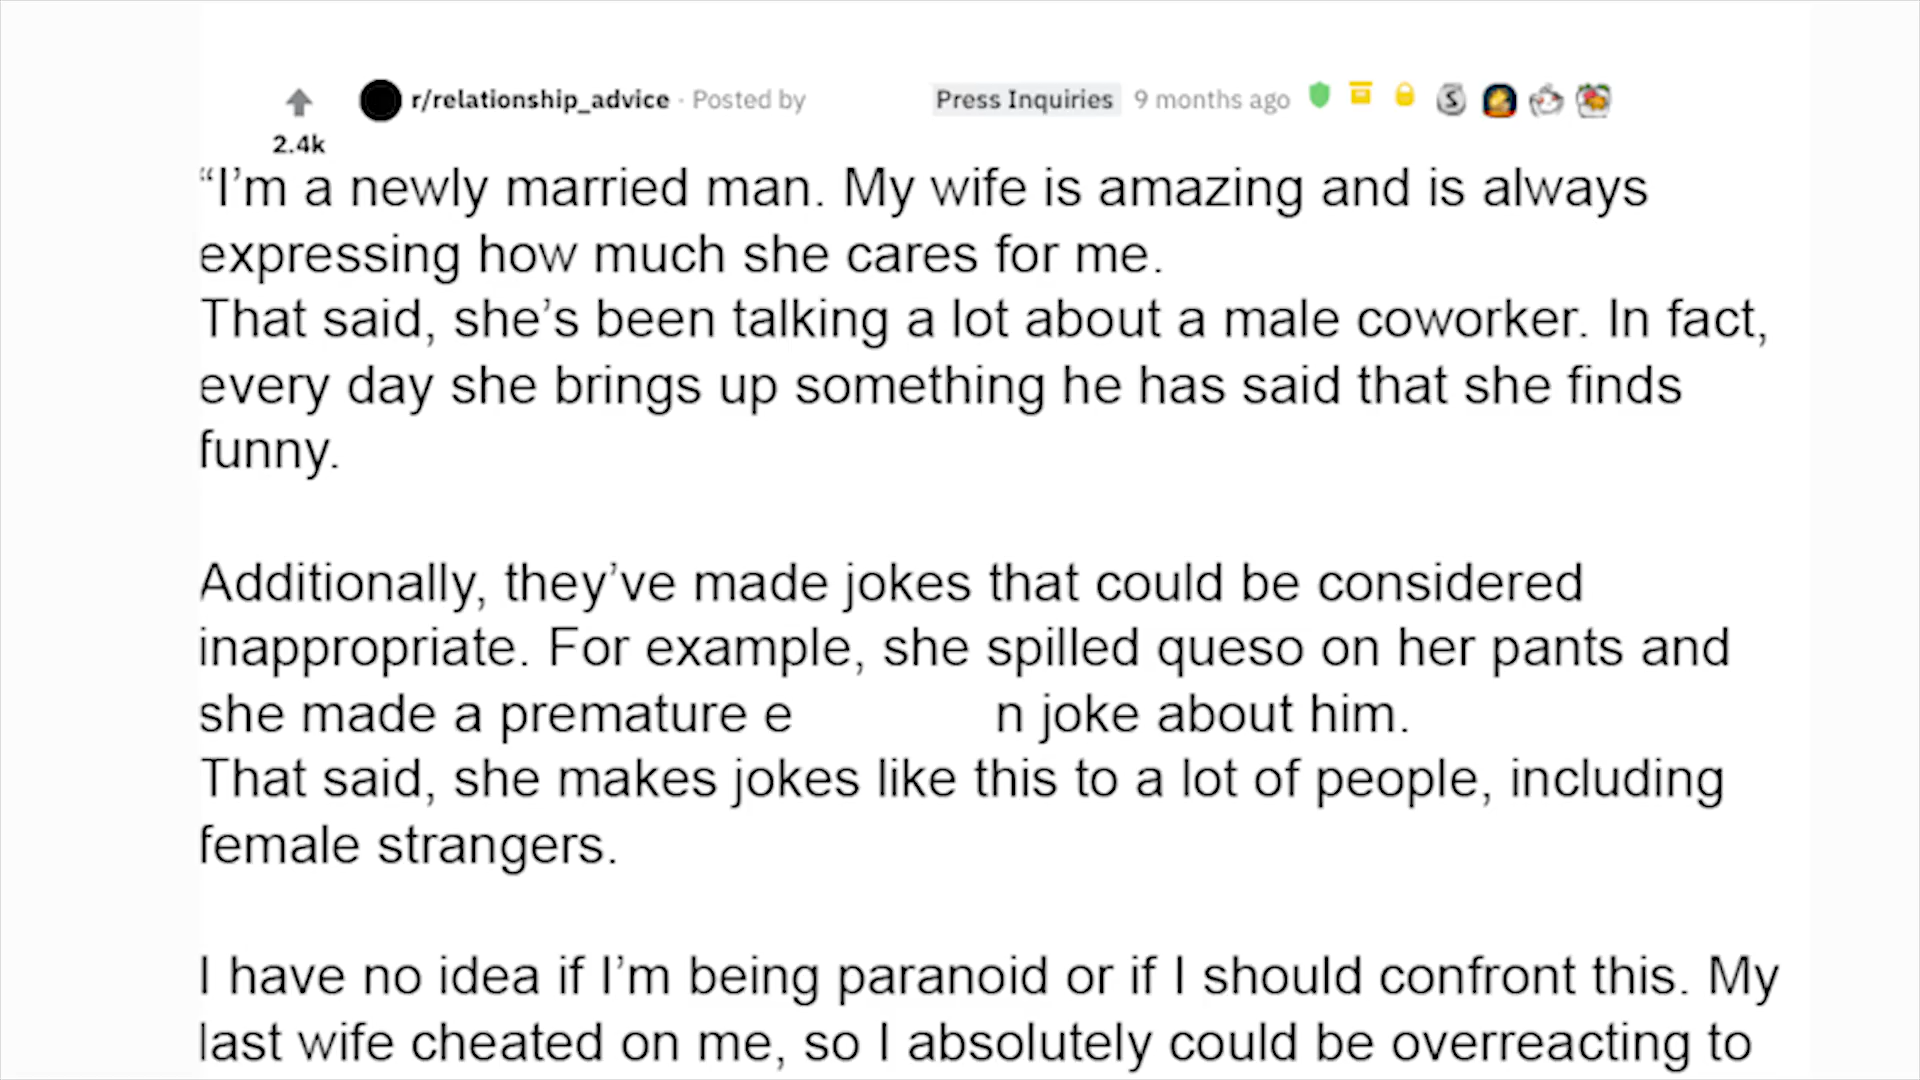 r/relationship_advice · Posted by Press Inquiries 9 months ago
2.4k
“I’m a newly married man. My wife is amazing and is always
expressing how much she cares for me.
That said, she’s been talking a lot about a male coworker. In fact,
every day she brings up something he has said that she finds
funny.
Additionally, they’ve made jokes that could be considered
inappropriate. For example, she spilled queso on her pants and
she made a premature e n joke about him.
That said, she makes jokes like this to a lot of people, including
female strangers.
I have no idea if I’m being paranoid or if I should confront this. My
last wife cheated on me, so I absolutely could be overreacting to